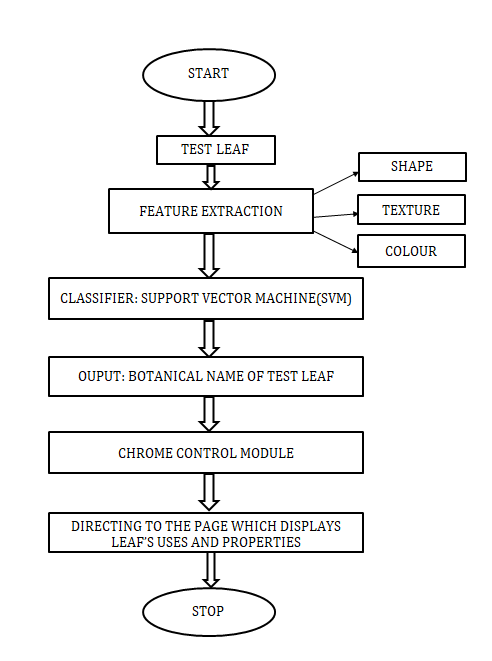 START
TEST LEAF
SHAPE
FEATURE EXTRACTION
TEXTURE
COLOUR
CLASSIFIER: SUPPORT VECTOR MACHINE(SVM)
OUPUT: BOTANICAL NAME OF TEST LEAF
CHROME CONTROL MODULE
DIRECTING TO THE PAGE WHICH DISPLAYS
LEAF'S USES AND PROPERTIES
STOP